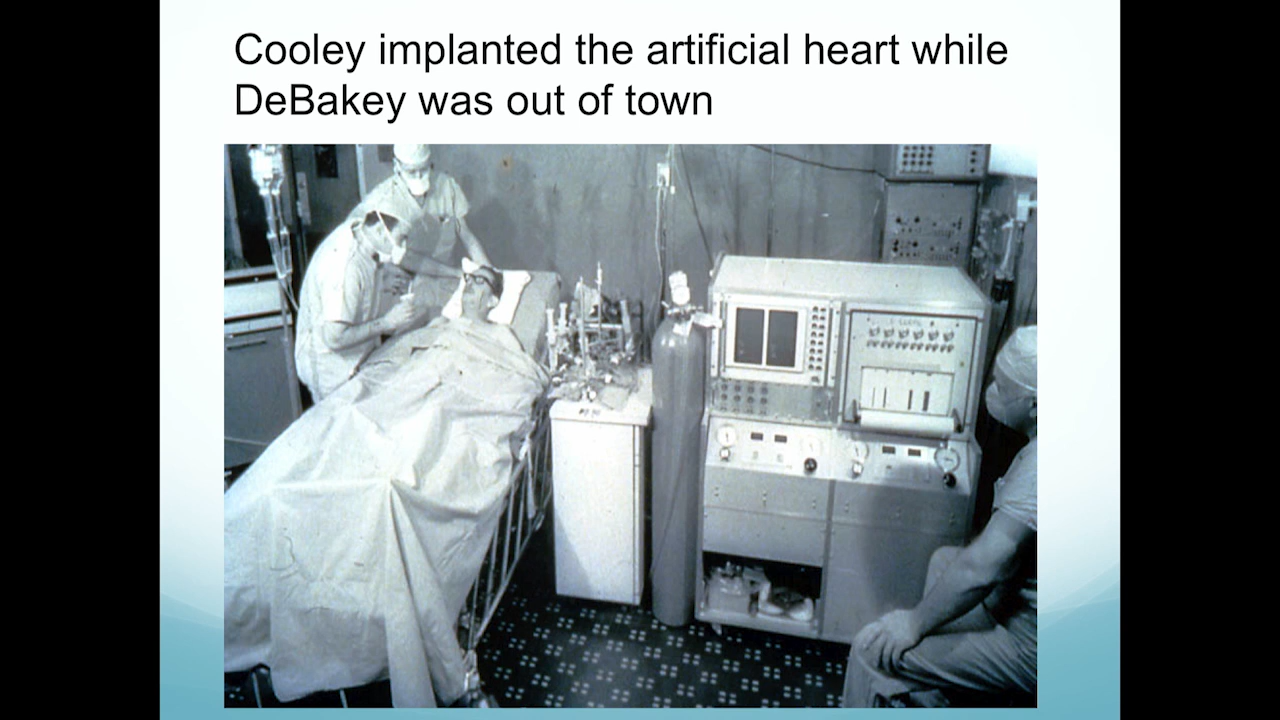 Cooley implanted the artificial heart while
DeBakey was out of town